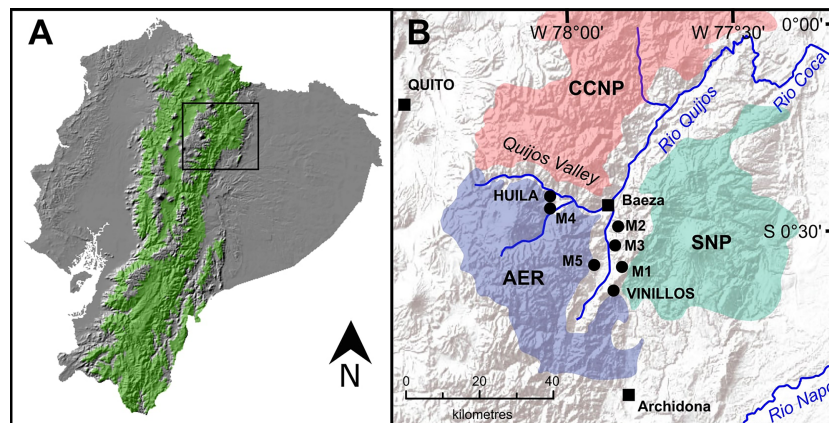 A
N
B
W 78°00'
W 77°30'
0°00'
QUITO
CCNP
Rio Quijos
Rio Coca
Quijos Valley
HUILA
Baeza
M4
M2
S 0°30'
M3
SNP
AER
M5
M1
VINILLOS
0 20 40
kilometres
Archidona
Rio Napo